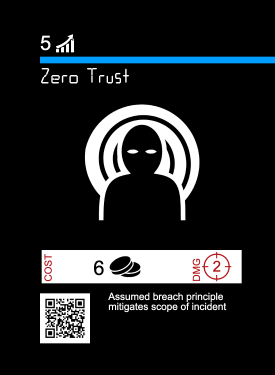 5
Zero Trust
COST
6
DMG
2
Assumed breach principle
mitigates scope of incident